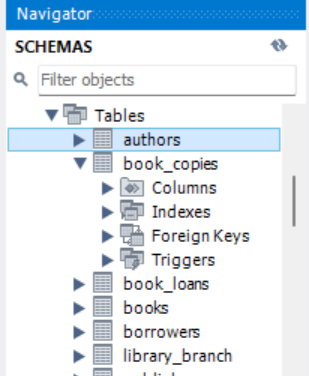 Navigator
SCHEMAS
Filter objects
Tables
authors
book_copies
Columns
Indexes
Foreign Keys
Triggers
book_loans
books
borrowers
library_branch